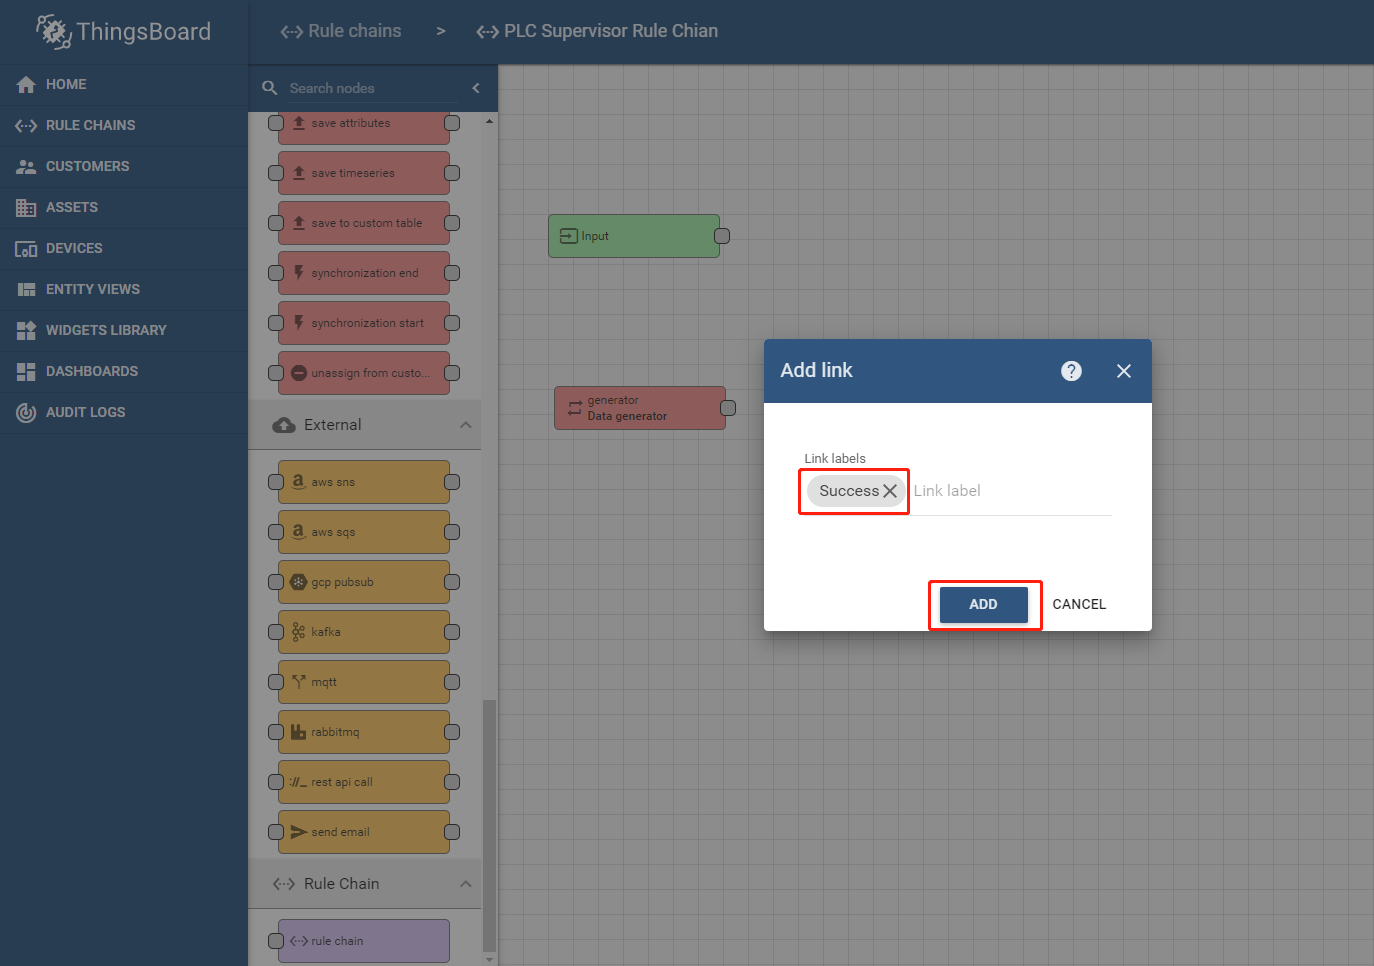 ThingsBoard
Rule chains > PLC Supervisor Rule Chian
HOME
RULE CHAINS
CUSTOMERS
ASSETS
DEVICES
ENTITY VIEWS
WIDGETS LIBRARY
DASHBOARDS
AUDIT LOGS
Search nodes
save attributes
save timeseries
save to custom table
synchronization end
synchronization start
unassign from custo...
External
aws sns
aws sqs
gcp pubsub
kafka
mqtt
rabbitmq
rest api call
send email
Rule Chain
rule chain
Input
generator
Data generator
Add link
Link labels
Success Link label
ADD CANCEL